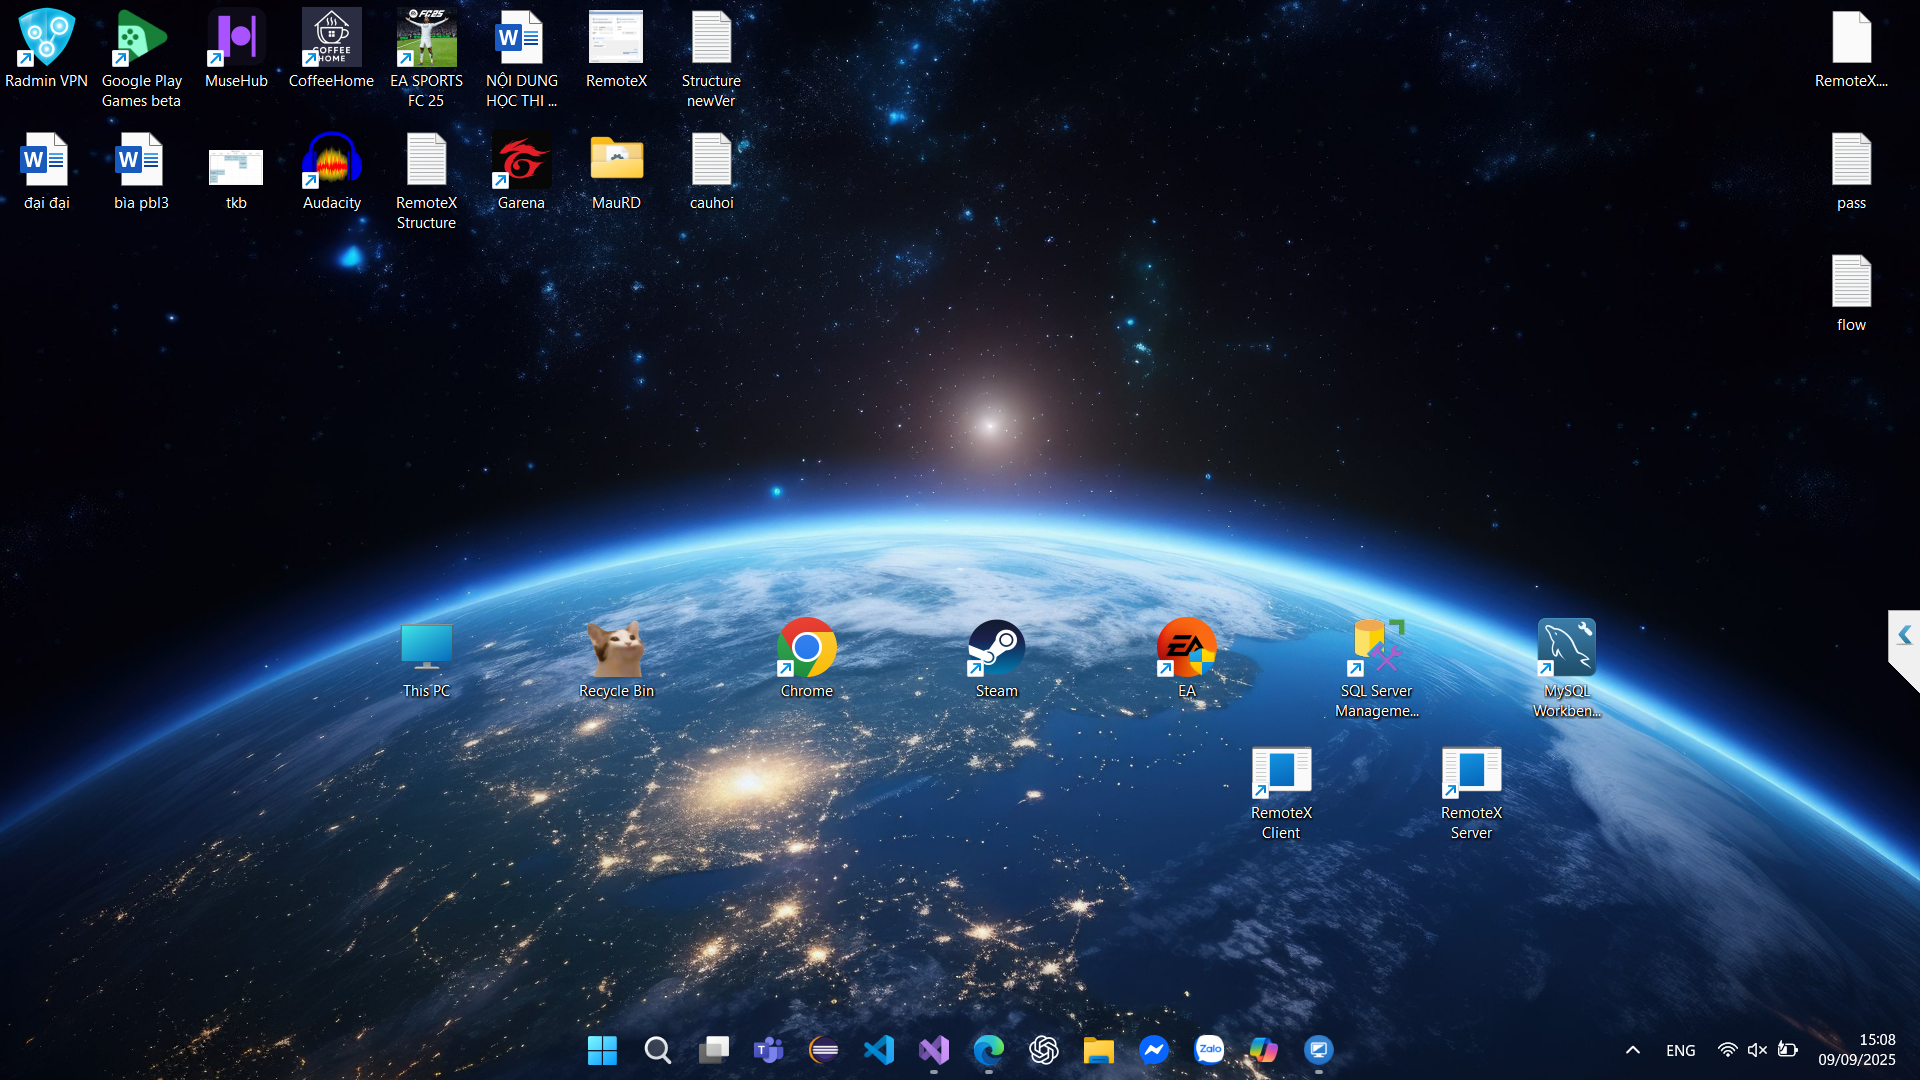 Radmin VPN
Google Play Games beta
MuseHub
COFFEE HOME
CoffeeHome
FC25
EA SPORTS FC 25
NỘI DUNG HỌC THI ...
RemoteX
Structure newVer
RemoteX....
đại đại
bìa pbl3
tkb
Audacity
RemoteX Structure
Garena
MauRD
cauhoi
pass
flow
This PC
Recycle Bin
Chrome
Steam
EA
SQL Server Manageme...
MySQL Workben...
RemoteX Client
RemoteX Server
Zalo
ENG
15:08
09/09/2025